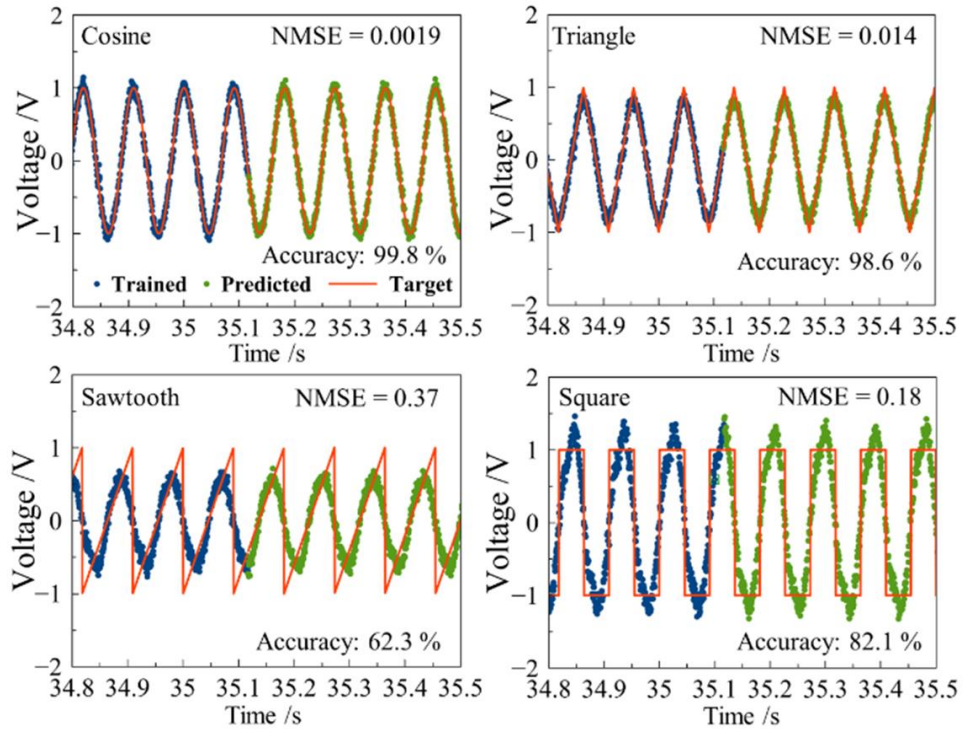 Cosine NMSE = 0.0019
Voltage /V
2
1
0
−1
−2
Accuracy: 99.8 %
Trained Predicted Target
34.8 34.9 35 35.1 35.2 35.3 35.4 35.5
Time /s
Triangle NMSE = 0.014
Voltage /V
2
1
0
−1
−2
Accuracy: 98.6 %
34.8 34.9 35 35.1 35.2 35.3 35.4 35.5
Time /s
Sawtooth NMSE = 0.37
Voltage /V
2
1
0
−1
−2
Accuracy: 62.3 %
34.8 34.9 35 35.1 35.2 35.3 35.4 35.5
Time /s
Square NMSE = 0.18
Voltage /V
2
1
0
−1
−2
Accuracy: 82.1 %
34.8 34.9 35 35.1 35.2 35.3 35.4 35.5
Time /s